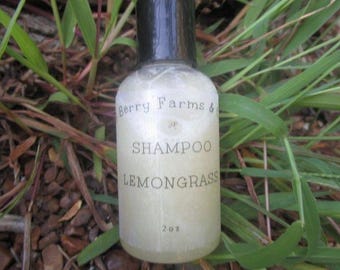 Berry Farms &
SHAMPOO
LEMONGRASS
2oz